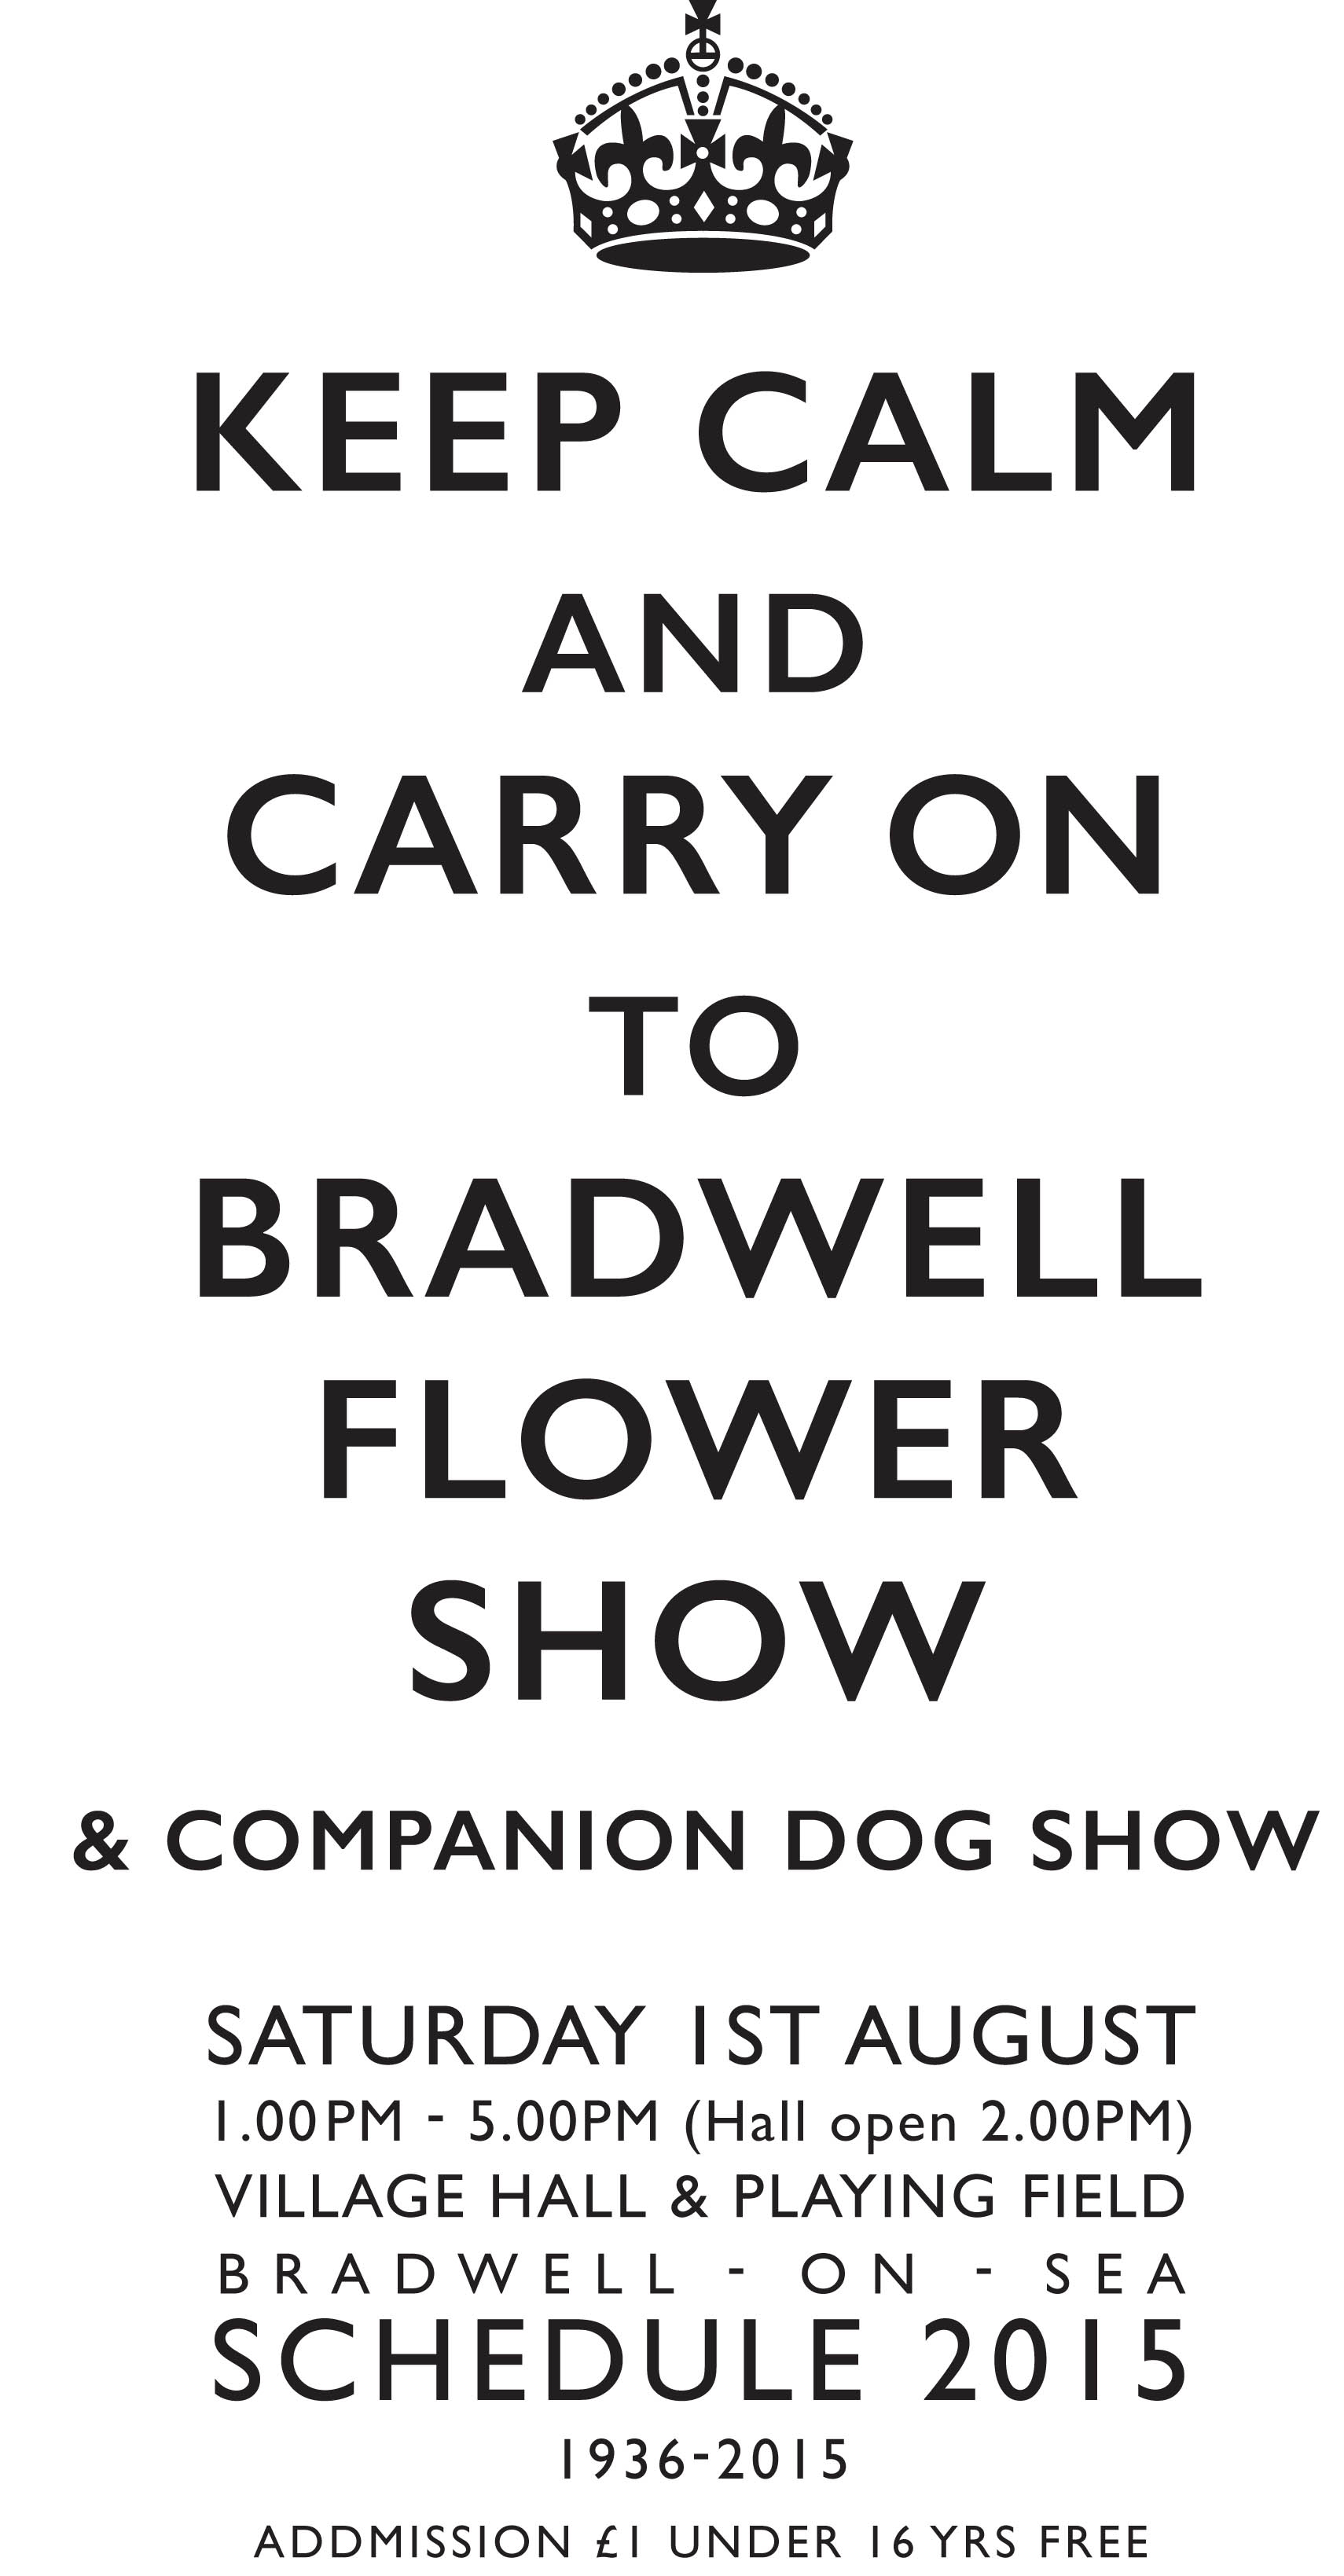 KEEP CALM
AND
CARRY ON
TO
BRADWELL
FLOWER
SHOW
& COMPANION DOG SHOW
SATURDAY 1ST AUGUST
1.00PM - 5.00PM (Hall open 2.00PM)
VILLAGE HALL & PLAYING FIELD
BRADWELL - ON - SEA
SCHEDULE 2015
1936-2015
ADDMISSION £1 UNDER 16 YRS FREE